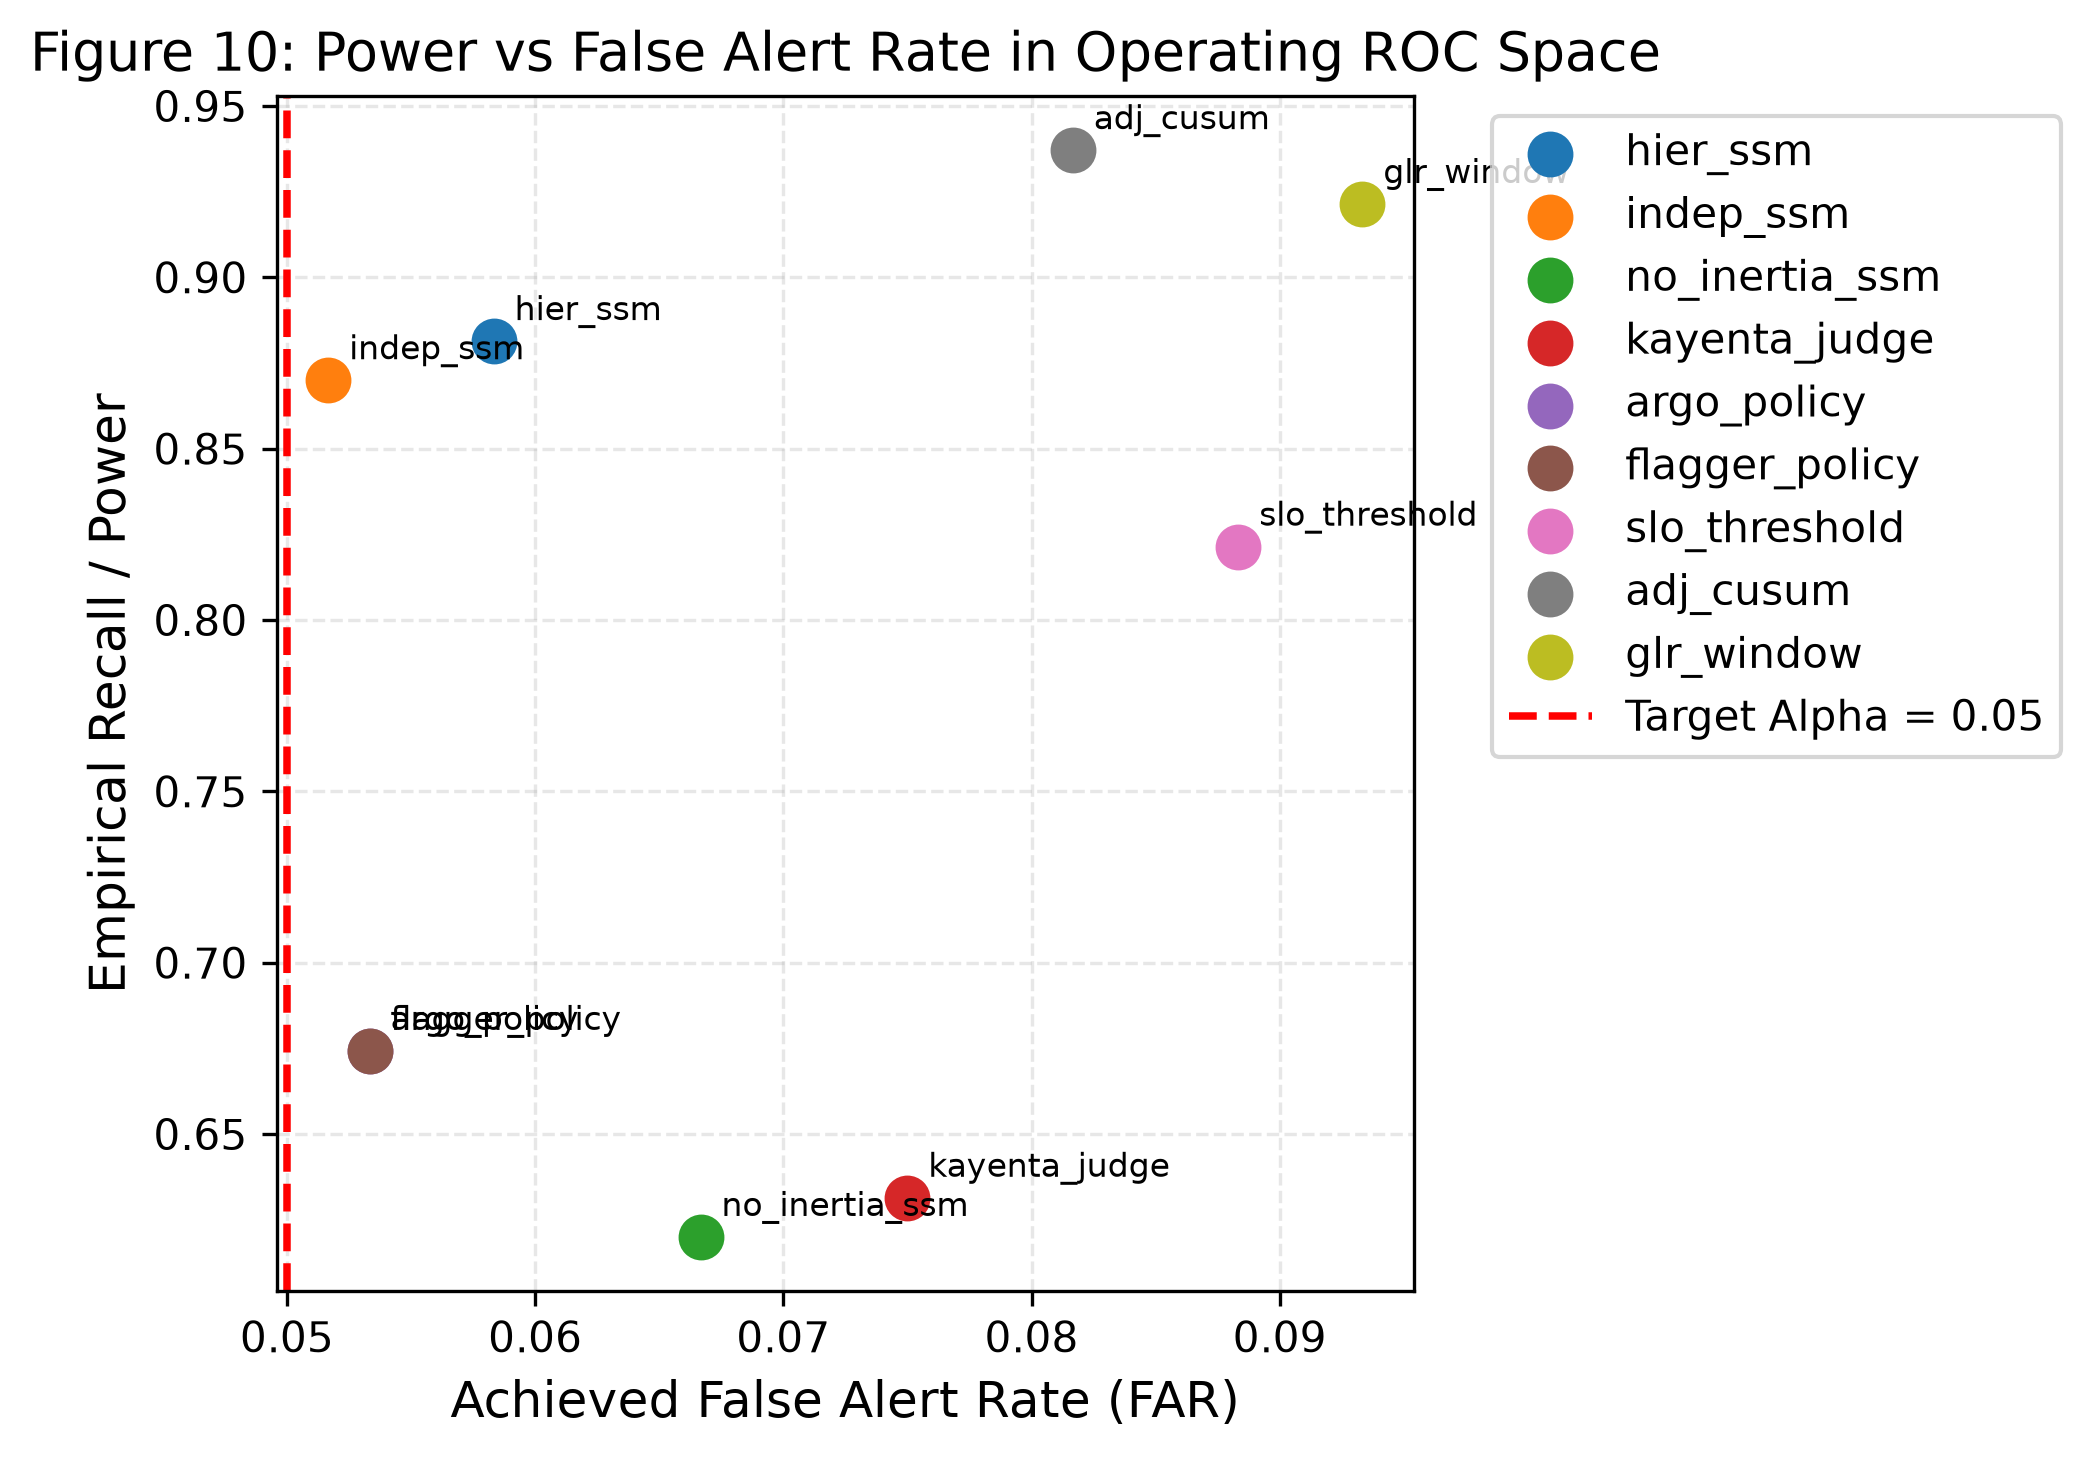 Figure 10: Power vs False Alert Rate in Operating ROC Space
Empirical Recall / Power
0.95
0.90
0.85
0.80
0.75
0.70
0.65
adj_cusum
glr_window
hier_ssm
indep_ssm
slo_threshold
argo_policy
flagger_policy
kayenta_judge
no_inertia_ssm
0.05
0.06
0.07
0.08
0.09
Achieved False Alert Rate (FAR)
hier_ssm
indep_ssm
no_inertia_ssm
kayenta_judge
argo_policy
flagger_policy
slo_threshold
adj_cusum
glr_window
Target Alpha = 0.05